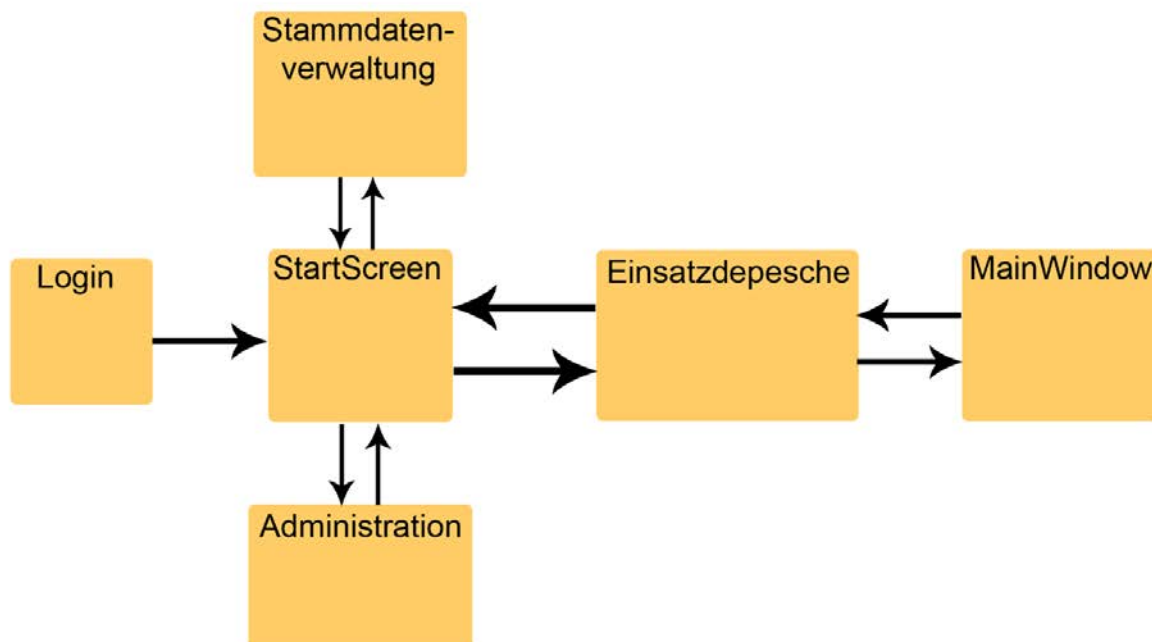 Stammdaten-
verwaltung
Login
StartScreen
Einsatzdepesche
MainWindow
Administration